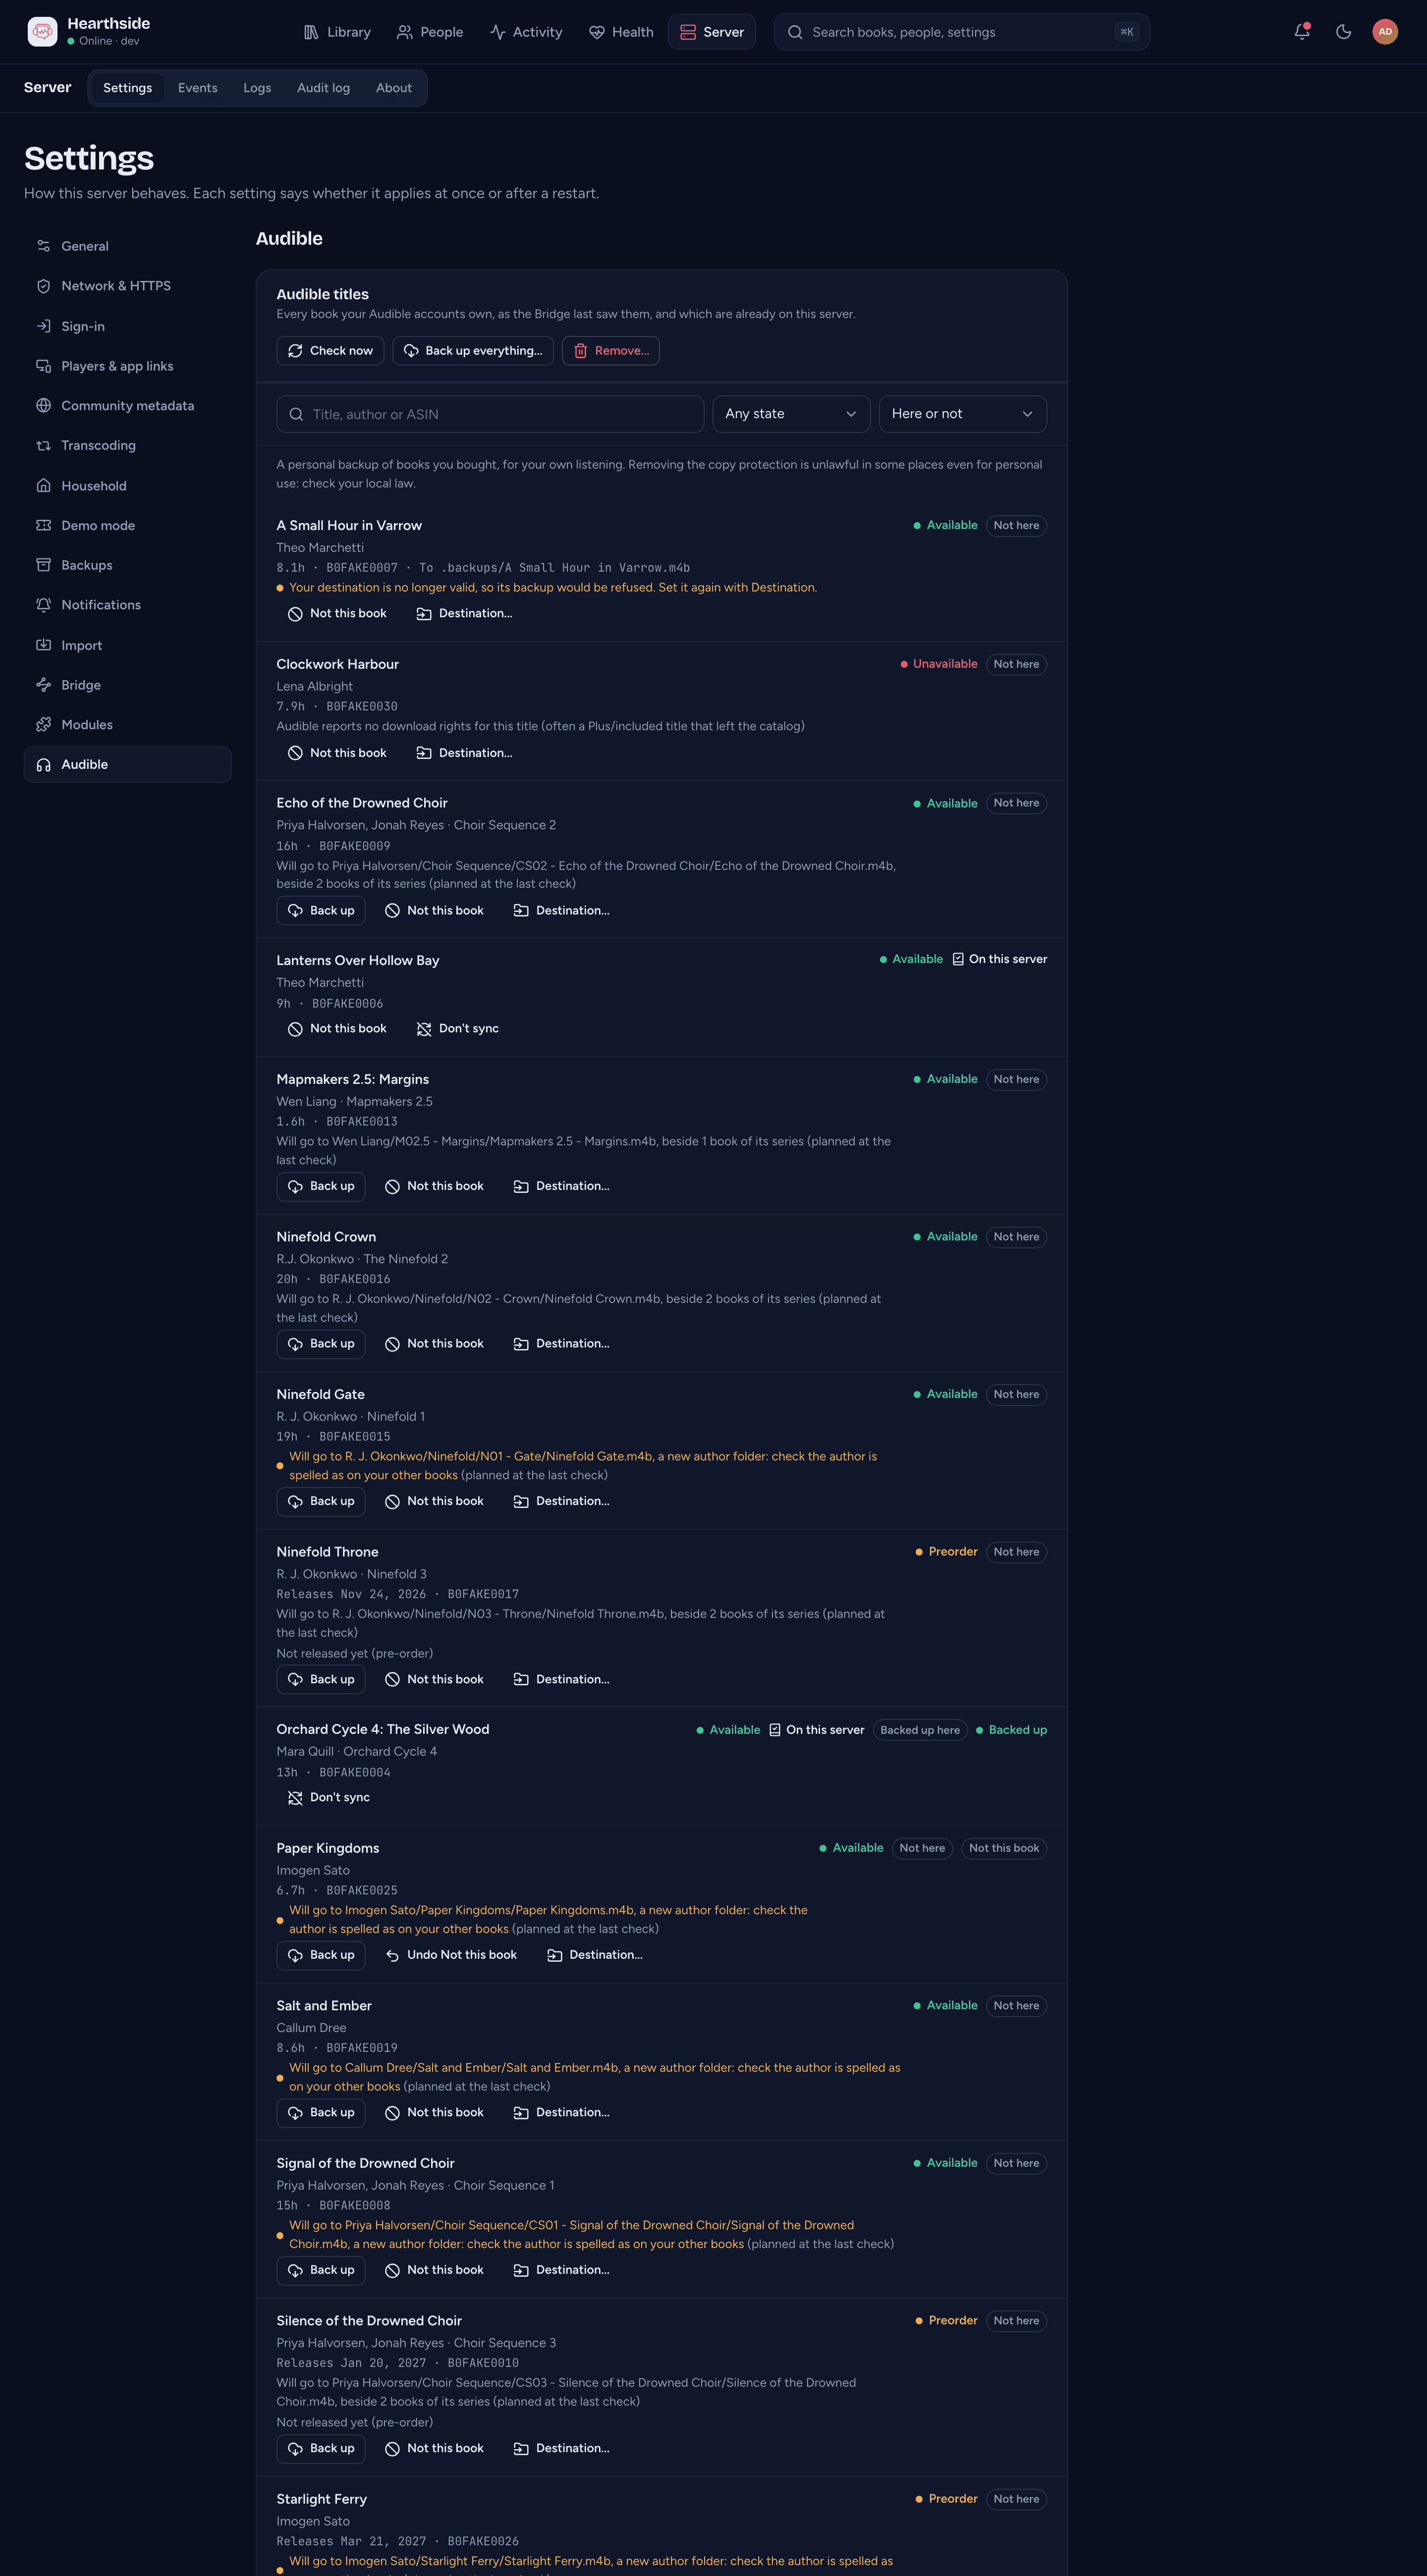 Hearthside
Online · dev
Library
People
Activity
Health
Server
Search books, people, settings
⌘K
AD
Server
Settings
Events
Logs
Audit log
About
Settings
How this server behaves. Each setting says whether it applies at once or after a restart.
General
Network & HTTPS
Sign-in
Players & app links
Community metadata
Transcoding
Household
Demo mode
Backups
Notifications
Import
Bridge
Modules
Audible
Audible
Audible titles
Every book your Audible accounts own, as the Bridge last saw them, and which are already on this server.
Check now
Back up everything...
Remove...
Title, author or ASIN
Any state
Here or not
A personal backup of books you bought, for your own listening. Removing the copy protection is unlawful in some places even for personal
use: check your local law.
A Small Hour in Varrow
Available
Not here
Theo Marchetti
8.1h · B0FAKE0007 · To .backups/A Small Hour in Varrow.m4b
Your destination is no longer valid, so its backup would be refused. Set it again with Destination.
Not this book
Destination...
Clockwork Harbour
Unavailable
Not here
Lena Albright
7.9h · B0FAKE0030
Audible reports no download rights for this title (often a Plus/included title that left the catalog)
Not this book
Destination...
Echo of the Drowned Choir
Available
Not here
Priya Halvorsen, Jonah Reyes · Choir Sequence 2
16h · B0FAKE0009
Will go to Priya Halvorsen/Choir Sequence/CS02 - Echo of the Drowned Choir/Echo of the Drowned Choir.m4b,
beside 2 books of its series (planned at the last check)
Back up
Not this book
Destination...
Lanterns Over Hollow Bay
Available
On this server
Theo Marchetti
9h · B0FAKE0006
Not this book
Don't sync
Mapmakers 2.5: Margins
Available
Not here
Wen Liang · Mapmakers 2.5
1.6h · B0FAKE0013
Will go to Wen Liang/M02.5 - Margins/Mapmakers 2.5 - Margins.m4b, beside 1 book of its series (planned at the
last check)
Back up
Not this book
Destination...
Ninefold Crown
Available
Not here
R.J. Okonkwo · The Ninefold 2
20h · B0FAKE0016
Will go to R. J. Okonkwo/Ninefold/N02 - Crown/Ninefold Crown.m4b, beside 2 books of its series (planned at
the last check)
Back up
Not this book
Destination...
Ninefold Gate
Available
Not here
R. J. Okonkwo · Ninefold 1
19h · B0FAKE0015
Will go to R. J. Okonkwo/Ninefold/N01 - Gate/Ninefold Gate.m4b, a new author folder: check the author is
spelled as on your other books (planned at the last check)
Back up
Not this book
Destination...
Ninefold Throne
Preorder
Not here
R. J. Okonkwo · Ninefold 3
Releases Nov 24, 2026 · B0FAKE0017
Will go to R. J. Okonkwo/Ninefold/N03 - Throne/Ninefold Throne.m4b, beside 2 books of its series (planned at
the last check)
Not released yet (pre-order)
Back up
Not this book
Destination...
Orchard Cycle 4: The Silver Wood
Available
On this server
Backed up here
Backed up
Mara Quill · Orchard Cycle 4
13h · B0FAKE0004
Don't sync
Paper Kingdoms
Available
Not here
Not this book
Imogen Sato
6.7h · B0FAKE0025
Will go to Imogen Sato/Paper Kingdoms/Paper Kingdoms.m4b, a new author folder: check the
author is spelled as on your other books (planned at the last check)
Back up
Undo Not this book
Destination...
Salt and Ember
Available
Not here
Callum Dree
8.6h · B0FAKE0019
Will go to Callum Dree/Salt and Ember/Salt and Ember.m4b, a new author folder: check the author is spelled as
on your other books (planned at the last check)
Back up
Not this book
Destination...
Signal of the Drowned Choir
Available
Not here
Priya Halvorsen, Jonah Reyes · Choir Sequence 1
15h · B0FAKE0008
Will go to Priya Halvorsen/Choir Sequence/CS01 - Signal of the Drowned Choir/Signal of the Drowned
Choir.m4b, a new author folder: check the author is spelled as on your other books (planned at the last check)
Back up
Not this book
Destination...
Silence of the Drowned Choir
Preorder
Not here
Priya Halvorsen, Jonah Reyes · Choir Sequence 3
Releases Jan 20, 2027 · B0FAKE0010
Will go to Priya Halvorsen/Choir Sequence/CS03 - Silence of the Drowned Choir/Silence of the Drowned
Choir.m4b, beside 2 books of its series (planned at the last check)
Not released yet (pre-order)
Back up
Not this book
Destination...
Starlight Ferry
Preorder
Not here
Imogen Sato
Releases Mar 21, 2027 · B0FAKE0026
Will go to Imogen Sato/Starlight Ferry/Starlight Ferry.m4b, a new author folder: check the author is spelled as